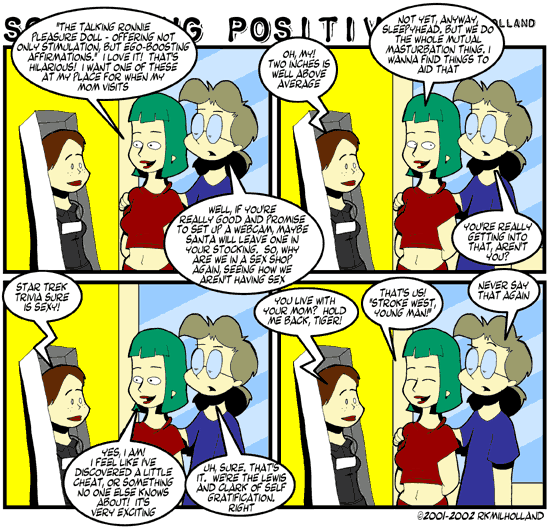 POSITIV
HOLLAND
"THE TALKING RONNIE
PLEASURE DOLL - OFFERING NOT
ONLY STIMULATION, BUT EGO-BOOSTING
AFFIRMATIONS." I LOVE IT! THAT'S
HILARIOUS! I WANT ONE OF THESE
AT MY PLACE FOR WHEN MY
MOM VISITS
WELL, IF YOU'RE
REALLY GOOD AND PROMISE
TO SET UP A WEBCAM, MAYBE
SANTA WILL LEAVE ONE IN
YOUR STOCKING. SO, WHY
ARE WE IN A SEX SHOP
AGAIN, SEEING HOW WE
AREN'T HAVING SEX
OH, MY!
TWO INCHES IS
WELL ABOVE
AVERAGE
NOT YET, ANYWAY,
SLEEPYHEAD. BUT WE DO
THE WHOLE MUTUAL
MASTURBATION THING. I
WANNA FIND THINGS TO
AID THAT
YOU'RE REALLY
GETTING INTO
THAT, AREN'T
YOU?
STAR TREK
TRIVIA SURE
IS SEXY!
YES, I AM!
I FEEL LIKE I'VE
DISCOVERED A LITTLE
CHEAT, OR SOMETHING
NO ONE ELSE KNOWS
ABOUT! IT'S
VERY EXCITING
UH, SURE. THAT'S
IT. WE'RE THE LEWIS
AND CLARK OF SELF
GRATIFICATION.
RIGHT
YOU LIVE WITH
YOUR MOM? HOLD
ME BACK, TIGER!
THAT'S US!
"STROKE WEST,
YOUNG MAN!"
NEVER SAY
THAT AGAIN
©2001-2002 RKMILHOLLAND